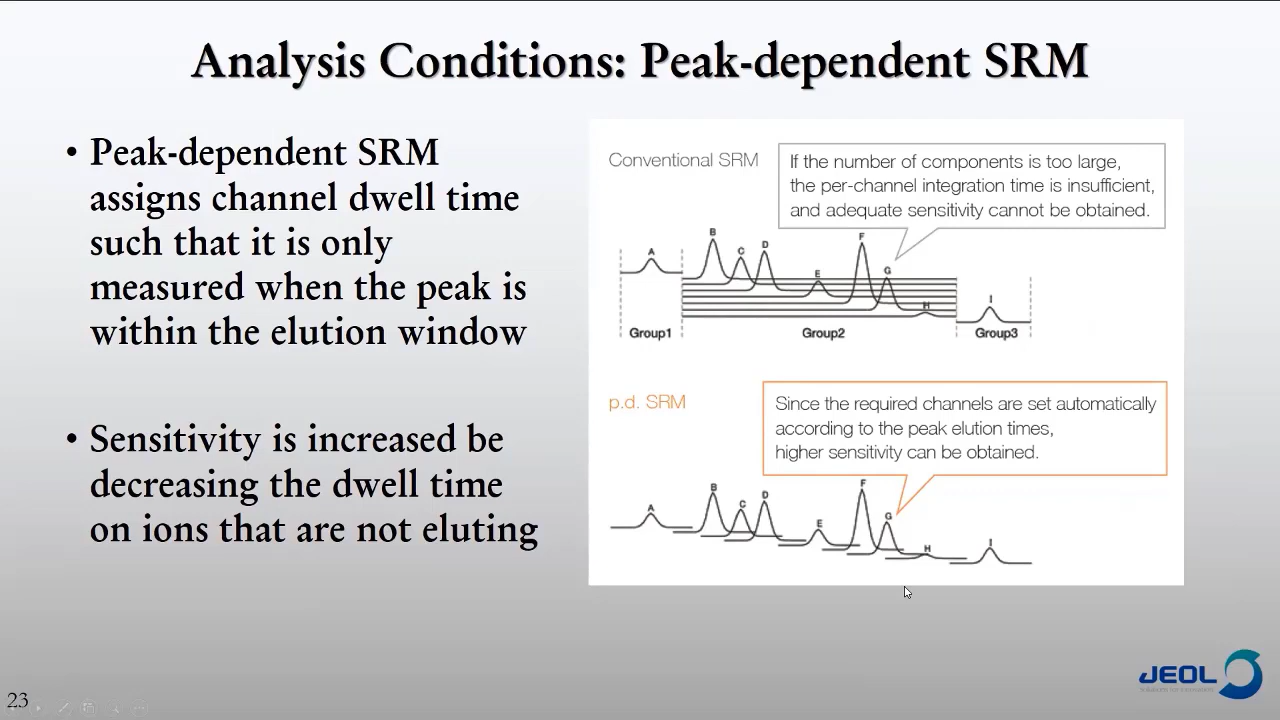 Analysis Conditions: Peak-dependent SRM
• Peak-dependent SRM
assigns channel dwell time
such that it is only
measured when the peak is
within the elution window
• Sensitivity is increased be
decreasing the dwell time
on ions that are not eluting
Conventional SRM
If the number of components is too large,
the per-channel integration time is insufficient,
and adequate sensitivity cannot be obtained.
A B C D E F G H I
Group1 Group2 Group3
p.d. SRM
Since the required channels are set automatically
according to the peak elution times,
higher sensitivity can be obtained.
A B C D E F G H I
JEOL
Solutions for Innovation
23